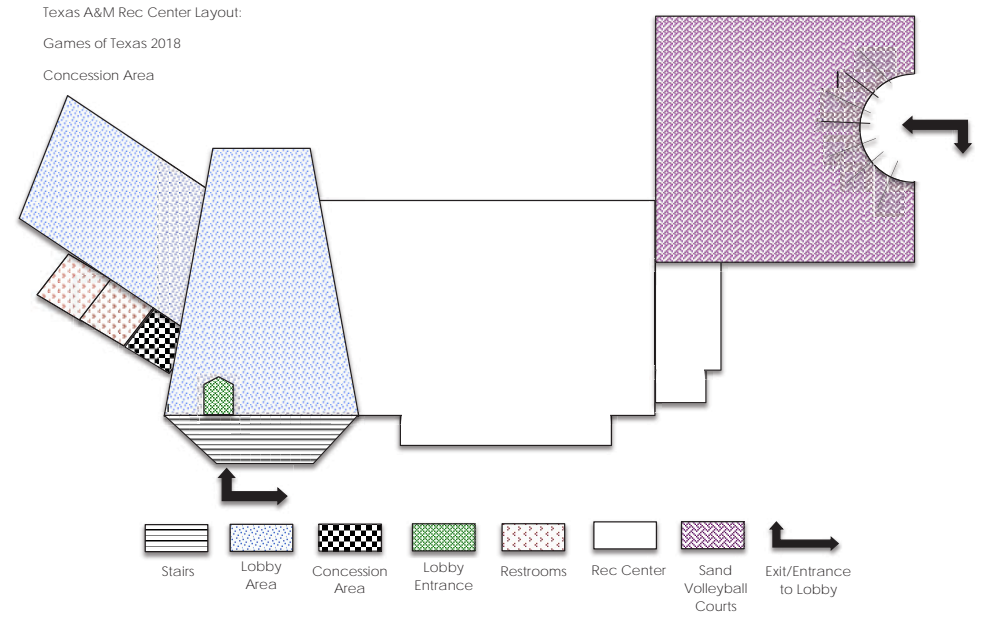 Texas A&M Rec Center Layout:
Games of Texas 2018
Concession Area
Stairs
Lobby
Area
Concession
Area
Lobby
Entrance
Restrooms
Rec Center
Sand
Volleyball
Courts
Exit/Entrance
to Lobby